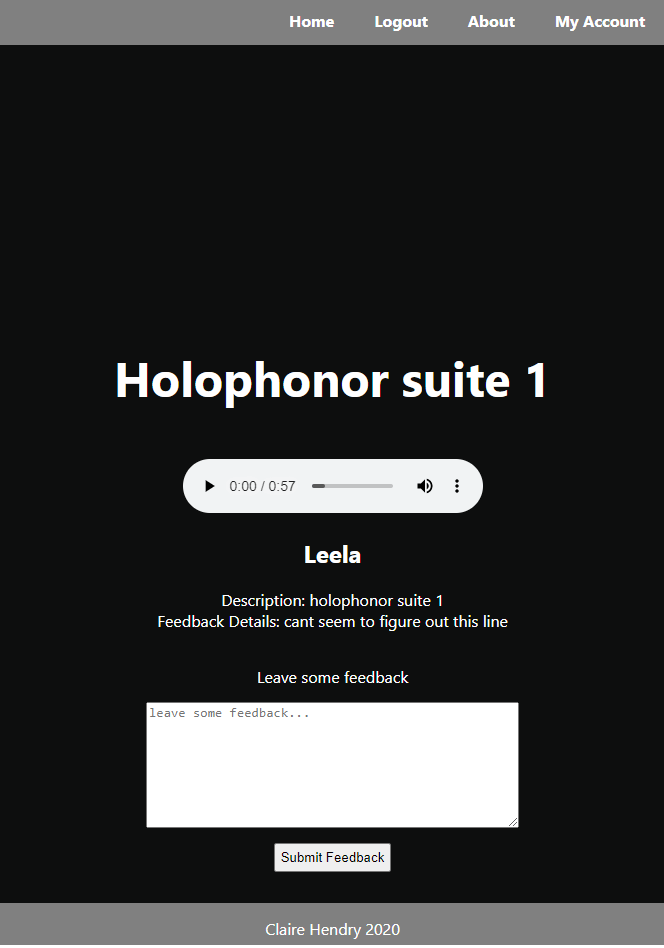 Home Logout About My Account
Holophonor suite 1
0:00 / 0:57
Leela
Description: holophonor suite 1
Feedback Details: cant seem to figure out this line
Leave some feedback
leave some feedback...
Submit Feedback
Claire Hendry 2020